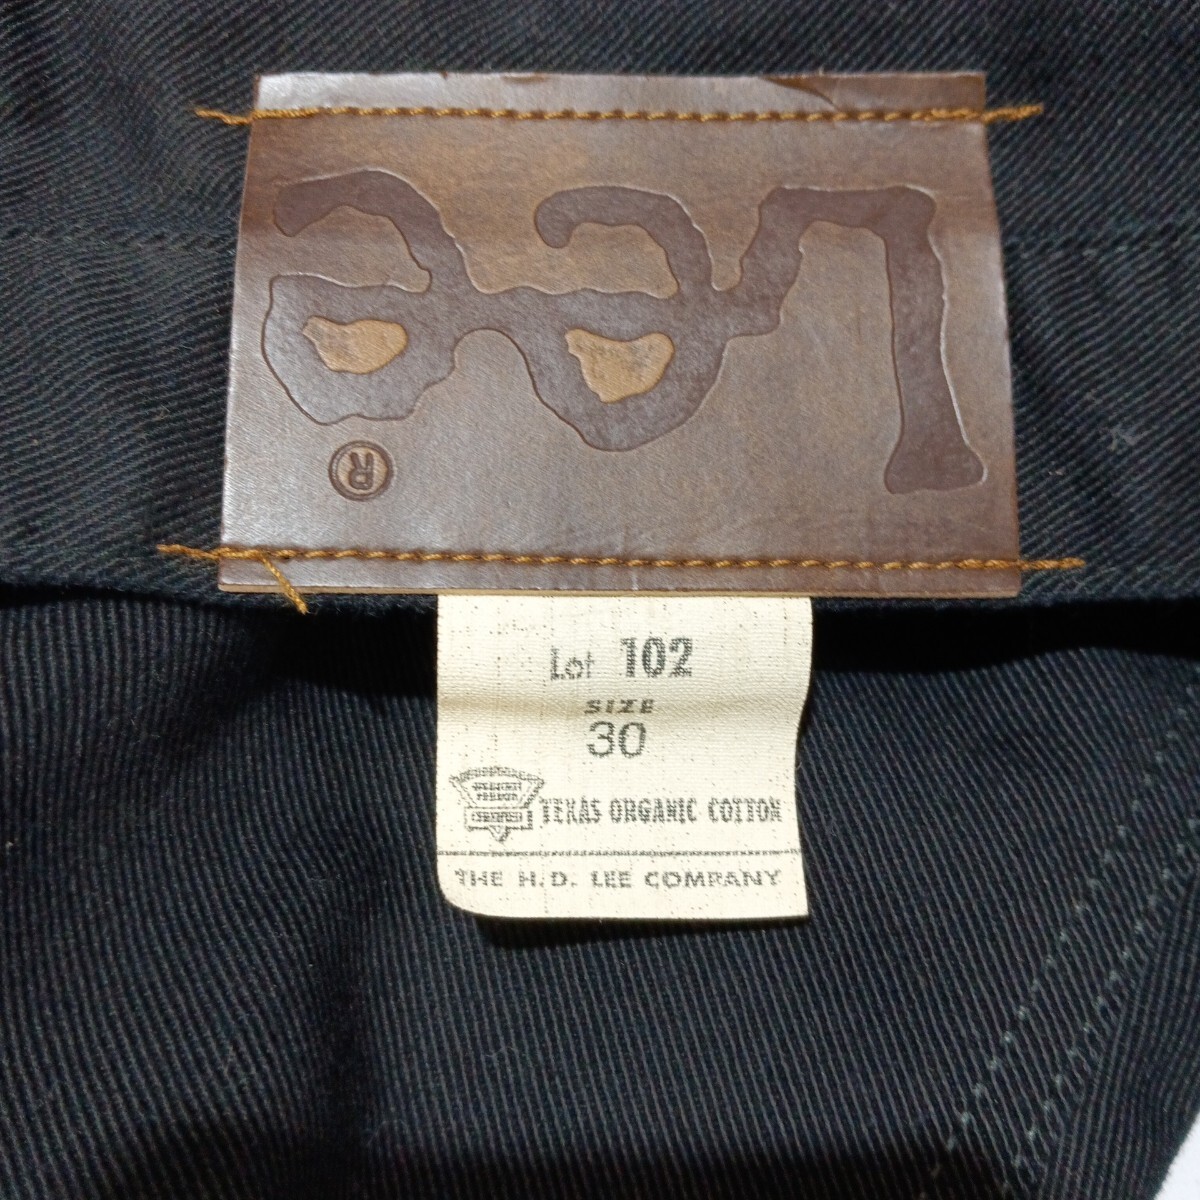 Lee
®
Lot 102
SIZE
30
TEXAS ORGANIC COTTON
THE H.D. LEE COMPANY